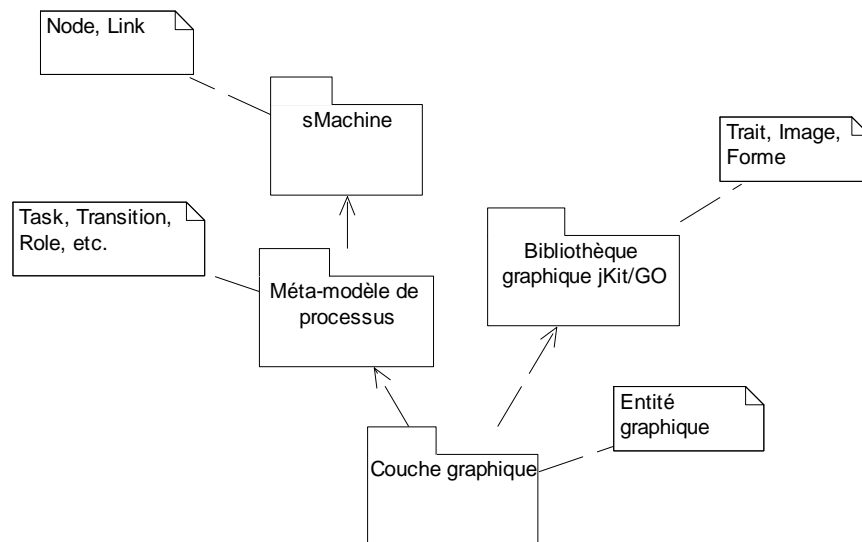 Node, Link
sMachine
Trait, Image,
Forme
Task, Transition,
Role, etc.
Bibliothèque
graphique jKit/GO
Méta-modèle de
processus
Entité
graphique
Couche graphique